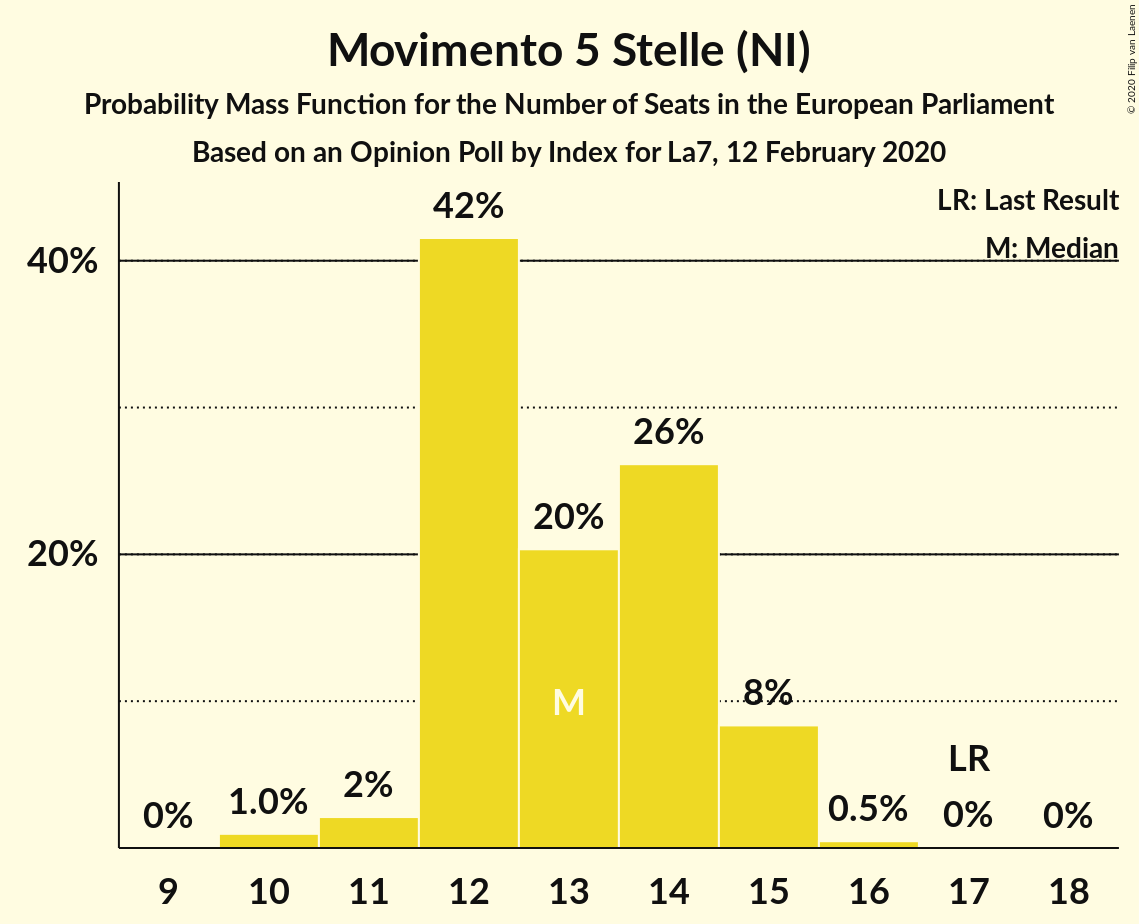 Movimento 5 Stelle (NI)
Probability Mass Function for the Number of Seats in the European Parliament
Based on an Opinion Poll by Index for La7, 12 February 2020
© 2020 Filip van Laenen
LR: Last Result
M: Median
40%
20%
0%
1.0%
2%
42%
20%
26%
8%
0.5%
0%
0%
M
LR
9
10
11
12
13
14
15
16
17
18